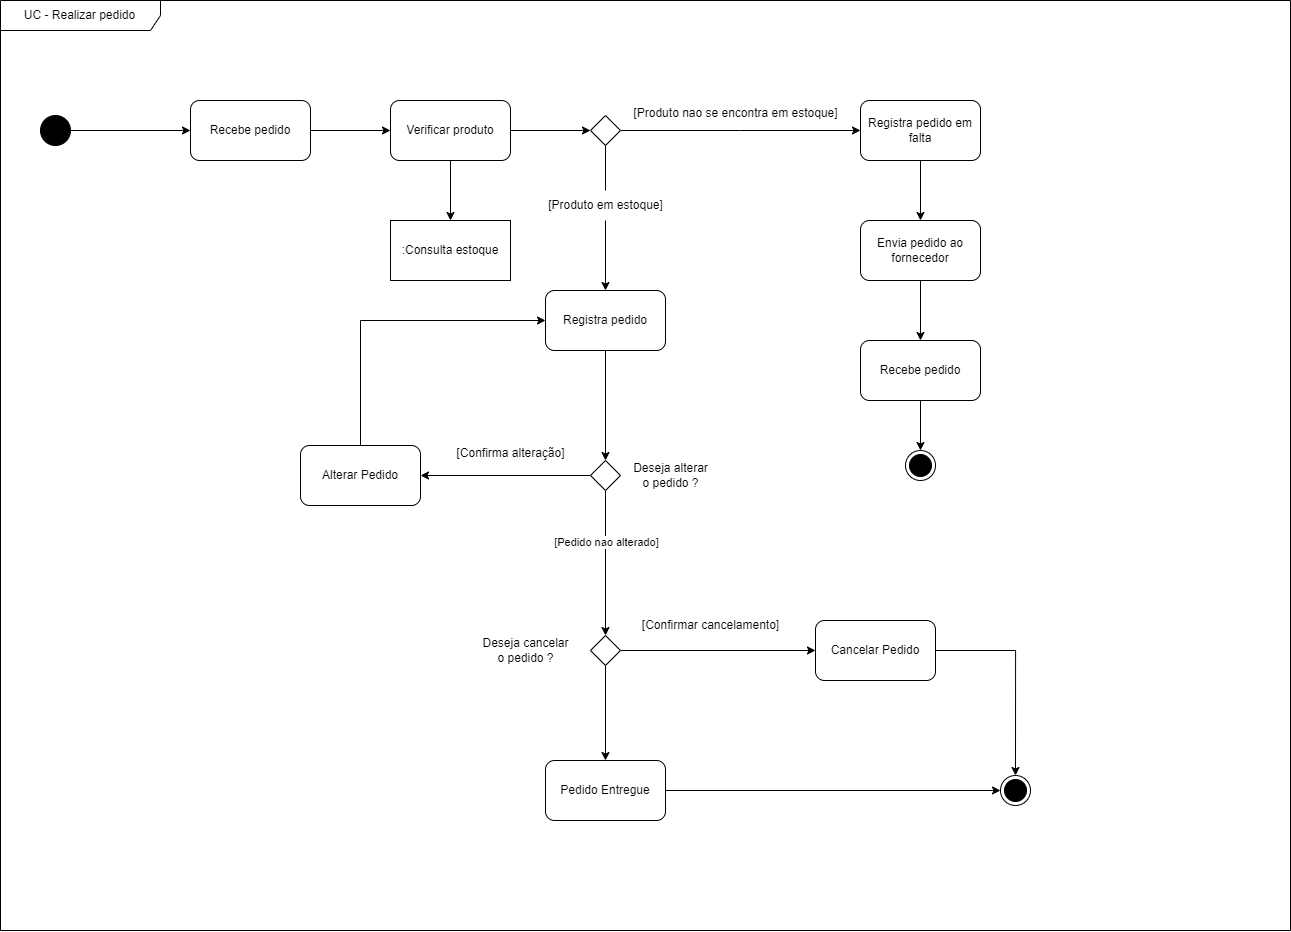 UC - Realizar pedido
Recebe pedido
Verificar produto
[Produto nao se encontra em estoque]
Registra pedido em
falta
[Produto em estoque]
:Consulta estoque
Envia pedido ao
fornecedor
Registra pedido
Recebe pedido
[Confirma alteração]
Alterar Pedido
Deseja alterar
o pedido ?
[Pedido nao alterado]
Deseja cancelar
o pedido ?
[Confirmar cancelamento]
Cancelar Pedido
Pedido Entregue